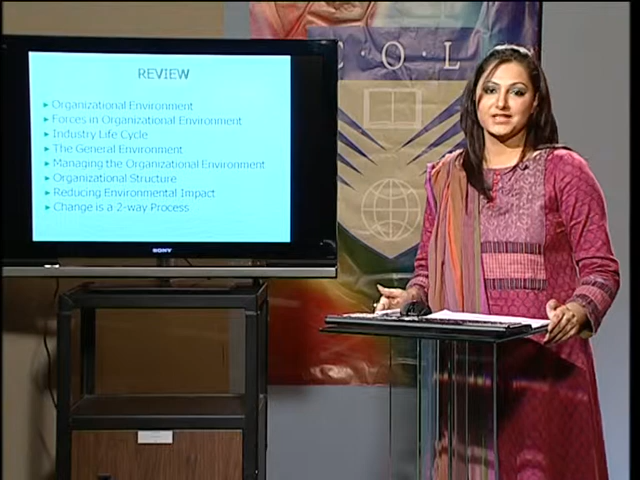 COL
REVIEW
Organizational Environment
Forces in Organizational Environment
Industry Life Cycle
The General Environment
Managing the Organizational Environment
Organizational Structure
Reducing Environmental Impact
Change is a 2-way Process
SONY